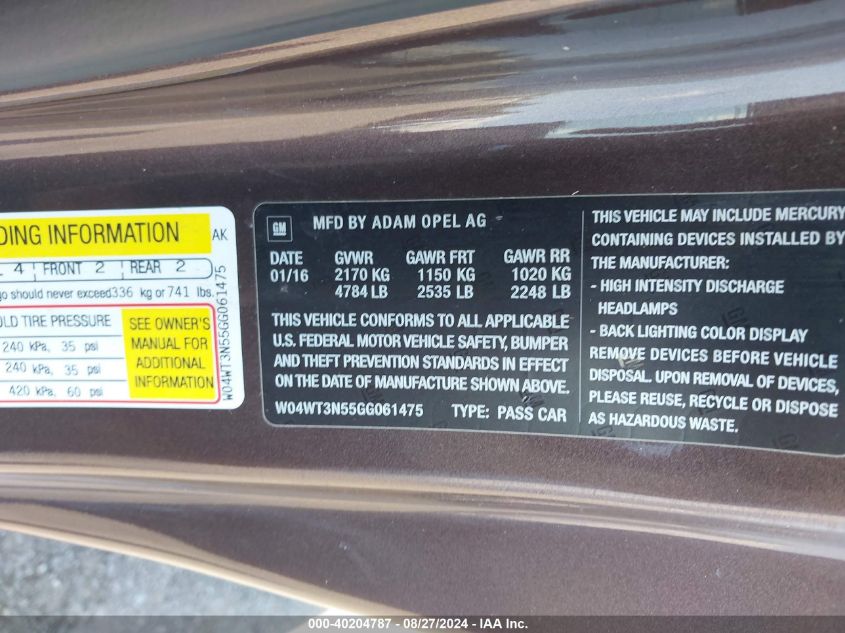 DING INFORMATION
AK
4 FRONT 2 REAR 2
go should never exceed 336 kg or 741 lbs.
OLD TIRE PRESSURE
240 kPa, 35 psi
240 kPa, 35 psi
420 kPa, 60 psi
SEE OWNER'S
MANUAL FOR
ADDITIONAL
INFORMATION
W04WT3N55GG061475
GM
MFD BY ADAM OPEL AG
DATE GVWR GAWR FRT GAWR RR
01/16 2170 KG 1150 KG 1020 KG
4784 LB 2535 LB 2248 LB
THIS VEHICLE CONFORMS TO ALL APPLICABLE
U.S. FEDERAL MOTOR VEHICLE SAFETY, BUMPER
AND THEFT PREVENTION STANDARDS IN EFFECT
ON THE DATE OF MANUFACTURE SHOWN ABOVE.
W04WT3N55GG061475 TYPE: PASS CAR
THIS VEHICLE MAY INCLUDE MERCURY
CONTAINING DEVICES INSTALLED BY
THE MANUFACTURER:
- HIGH INTENSITY DISCHARGE
HEADLAMPS
- BACK LIGHTING COLOR DISPLAY
REMOVE DEVICES BEFORE VEHICLE
DISPOSAL. UPON REMOVAL OF DEVICES,
PLEASE REUSE, RECYCLE OR DISPOSE
AS HAZARDOUS WASTE.
000-40204787 - 08/27/2024 - IAA Inc.